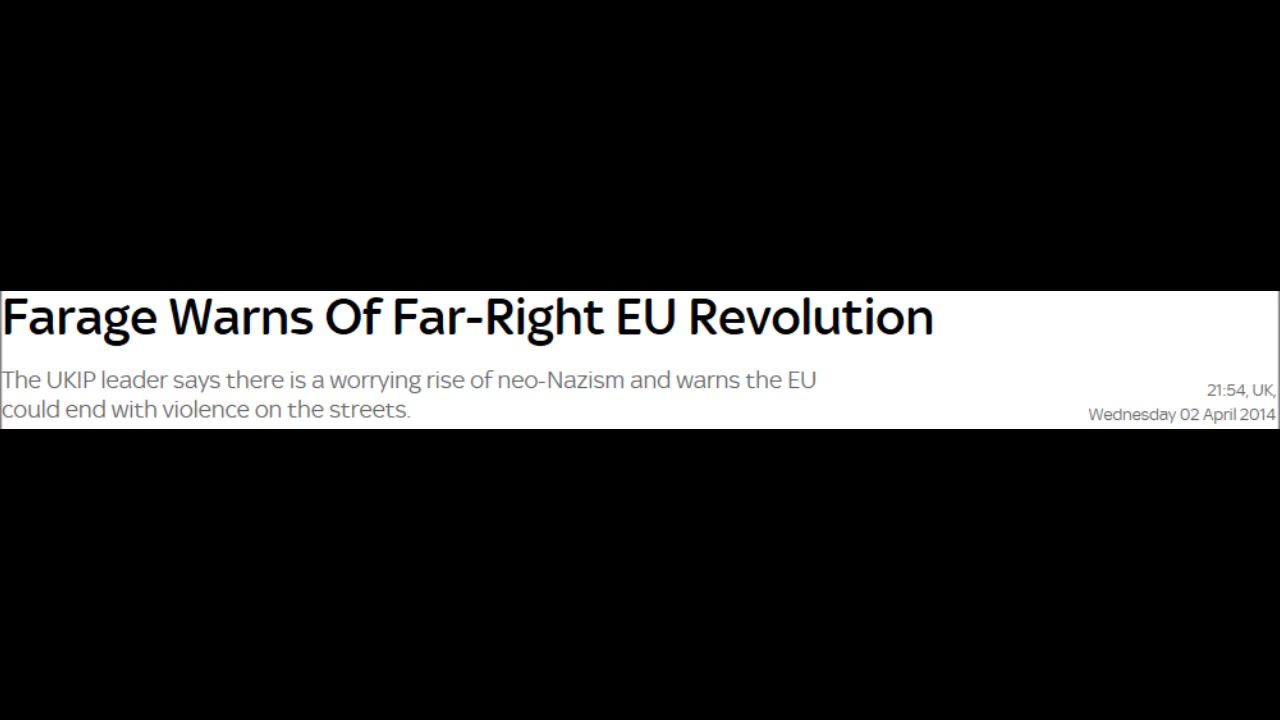 Farage Warns Of Far-Right EU Revolution
The UKIP leader says there is a worrying rise of neo-Nazism and warns the EU
could end with violence on the streets.
21:54, UK,
Wednesday 02 April 2014